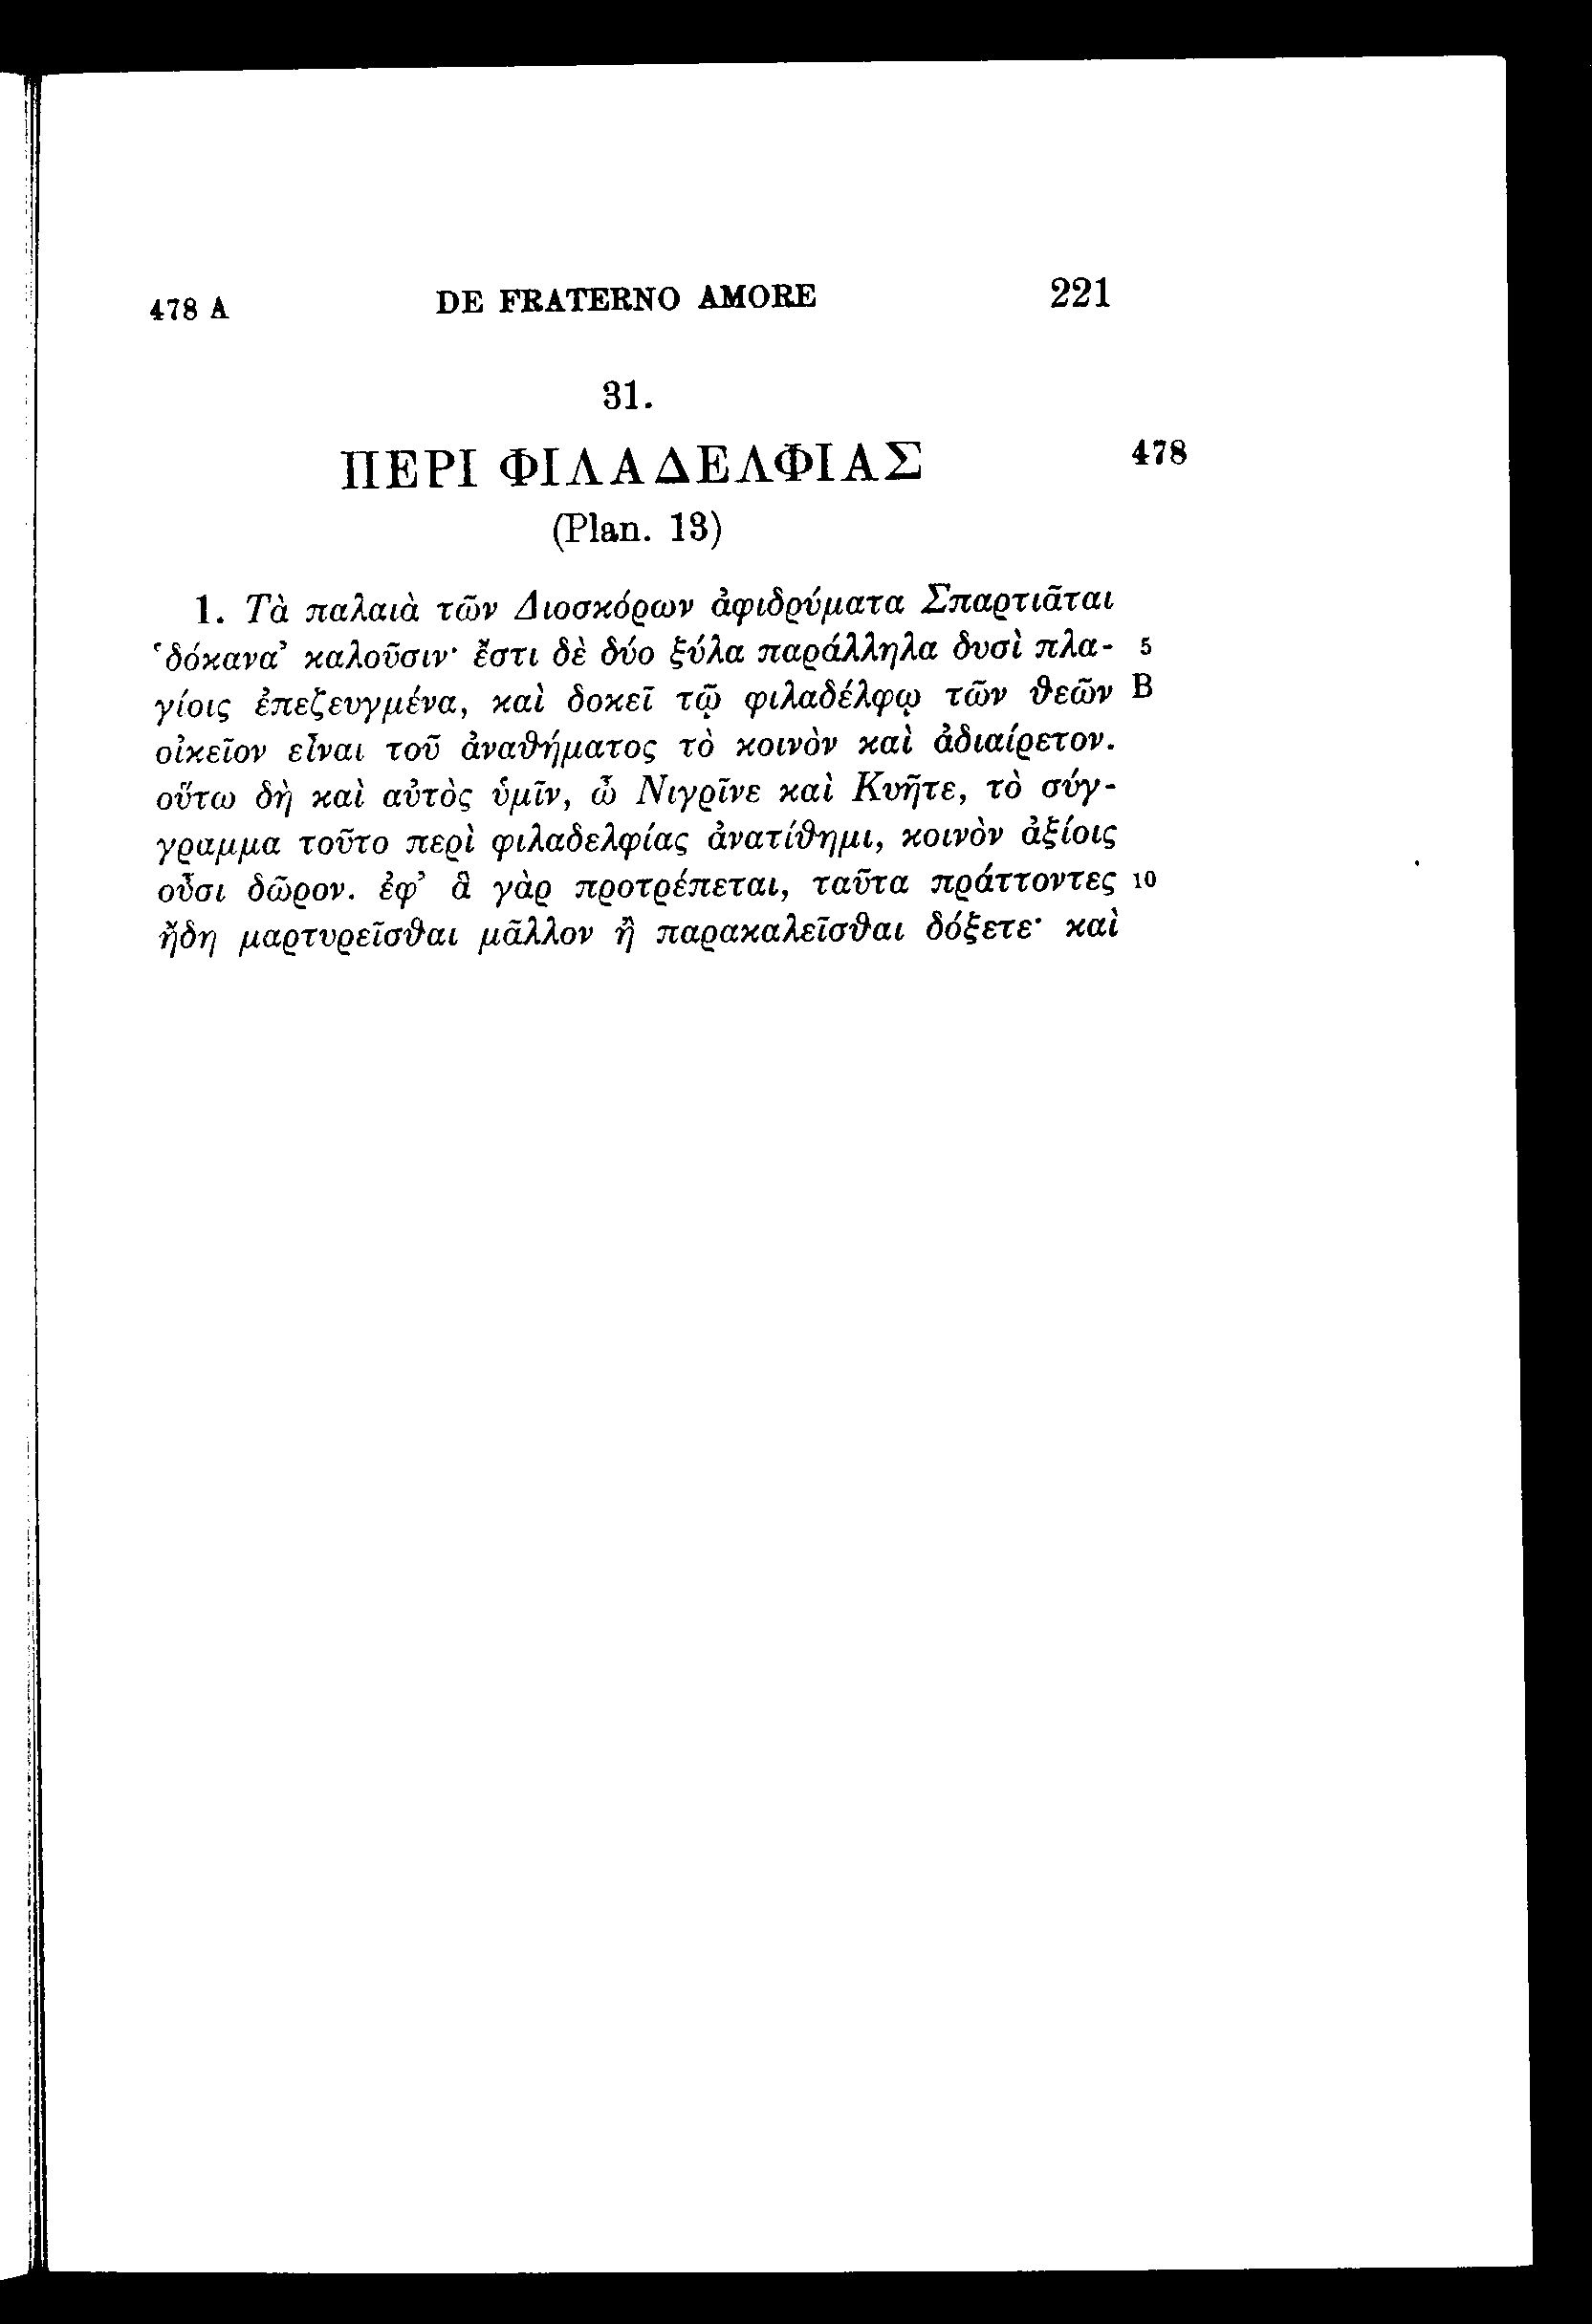 478 A DE FRATERNO AMORE 221
31.
ΠΕΡΙ ΦΙΛΑΔΕΛΦΙΑΣ 478
(Plan. 13)
1. Τὰ παλαιὰ τῶν Διοσκόρων ἀφιδρύματα Σπαρτιᾶται
‘δόκανα’ καλοῦσιν· ἔστι δὲ δύο ξύλα παράλληλα δυσὶ πλα- 5
γίοις ἐπεζευγμένα, καὶ δοκεῖ τῷ φιλαδέλφῳ τῶν θεῶν B
οἰκεῖον εἶναι τοῦ ἀναθήματος τὸ κοινὸν καὶ ἀδιαίρετον.
οὕτω δὴ καὶ αὐτὸς ὑμῖν, ὦ Νιγρῖνε καὶ Κυῆτε, τὸ σύγ-
γραμμα τοῦτο περὶ φιλαδελφίας ἀνατίθημι, κοινὸν ἀξίοις
οὖσι δῶρον. ἐφ’ ἃ γὰρ προτρέπεται, ταῦτα πράττοντες 10
ἤδη μαρτυρεῖσθαι μᾶλλον ἢ παρακαλεῖσθαι δόξετε· καὶ